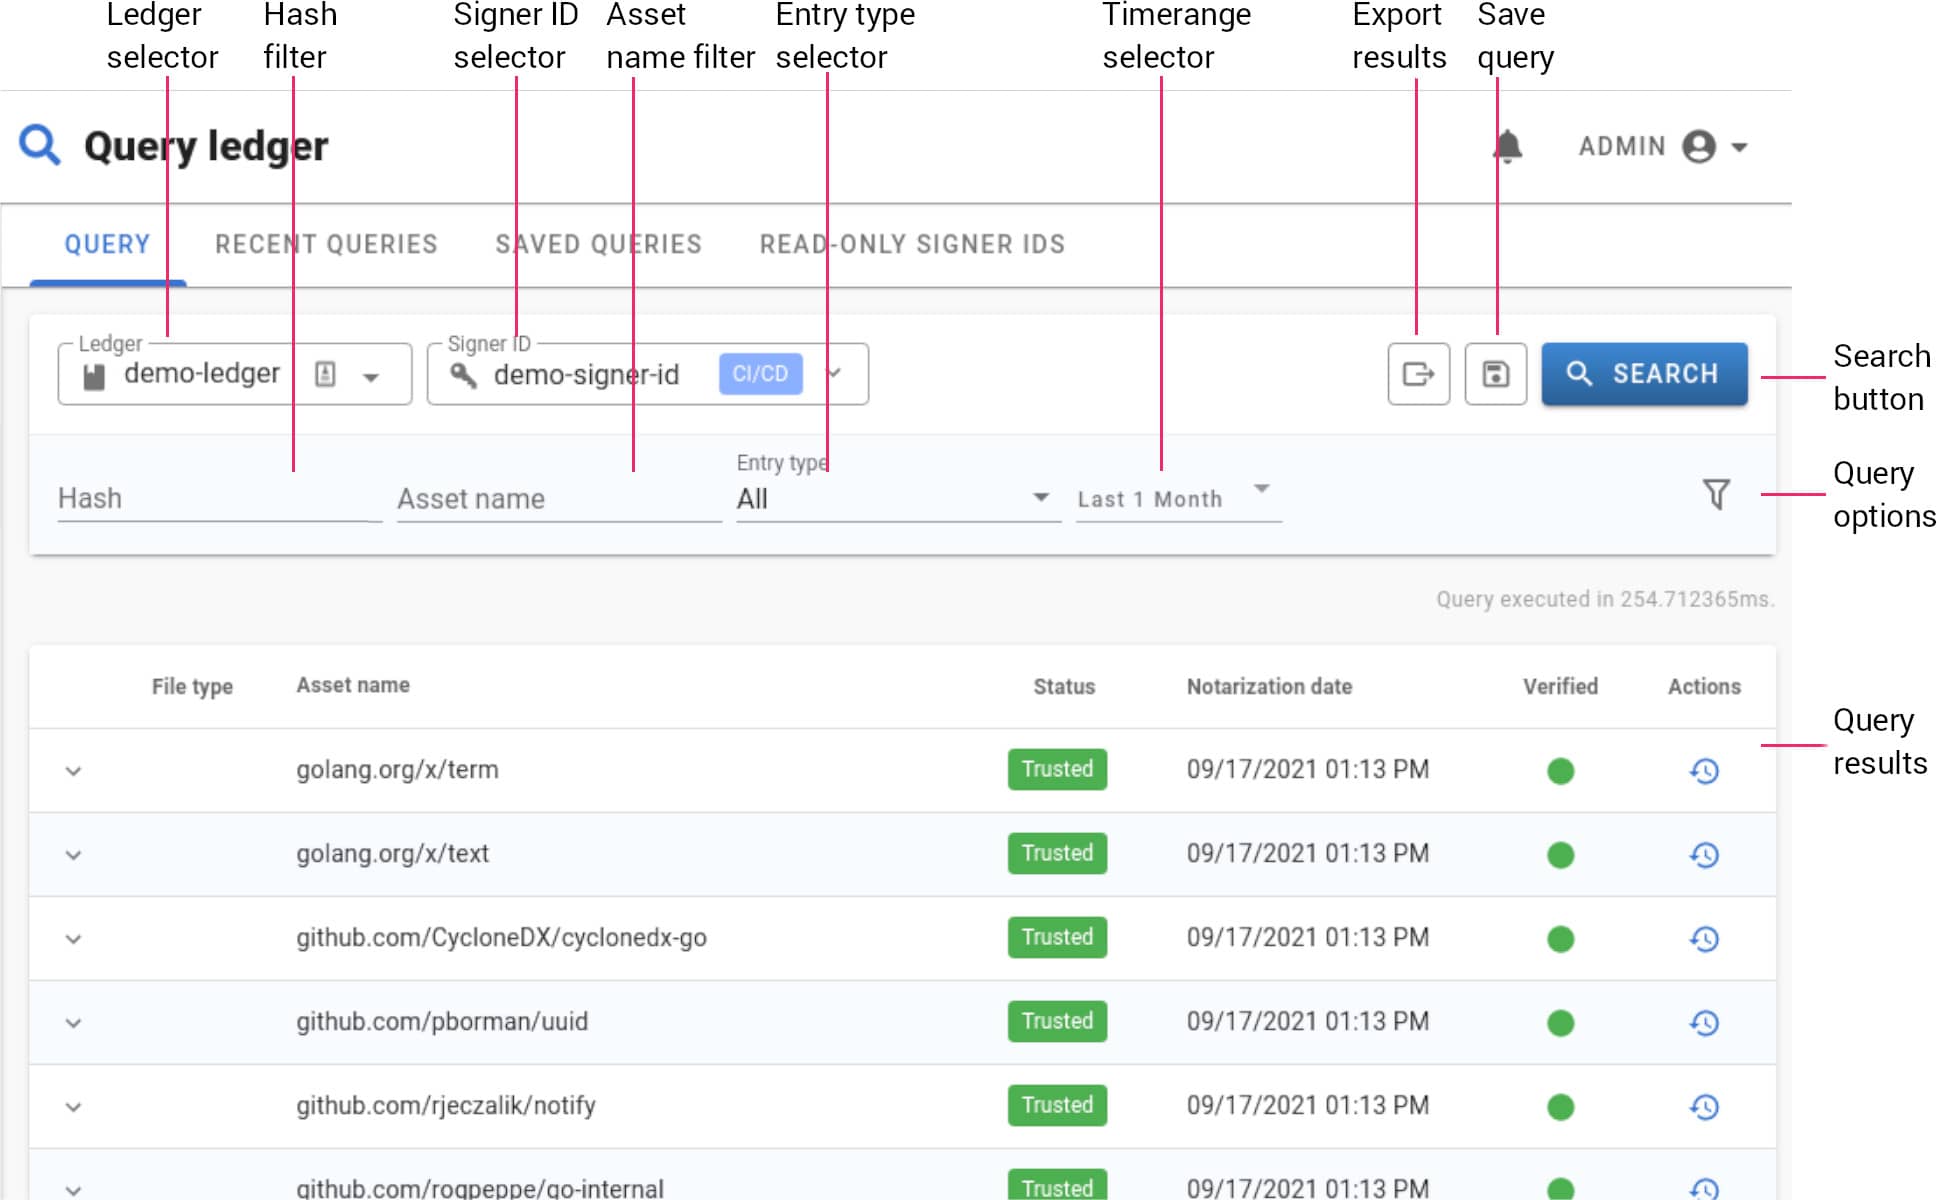 Ledger selector
Hash filter
Signer ID selector
Asset name filter
Entry type selector
Timerange selector
Export results
Save query
Query ledger
ADMIN
QUERY RECENT QUERIES SAVED QUERIES READ-ONLY SIGNER IDS
Ledger
demo-ledger
Signer ID
demo-signer-id CI/CD
SEARCH
Search button
Hash
Asset name
Entry type
All
Last 1 Month
Query options
Query executed in 254.712365ms.
File type Asset name Status Notarization date Verified Actions
Query results
golang.org/x/term Trusted 09/17/2021 01:13 PM
golang.org/x/text Trusted 09/17/2021 01:13 PM
github.com/CycloneDX/cyclonedx-go Trusted 09/17/2021 01:13 PM
github.com/pborman/uuid Trusted 09/17/2021 01:13 PM
github.com/rjeczalik/notify Trusted 09/17/2021 01:13 PM
github.com/rogpeppe/go-internal Trusted 09/17/2021 01:13 PM